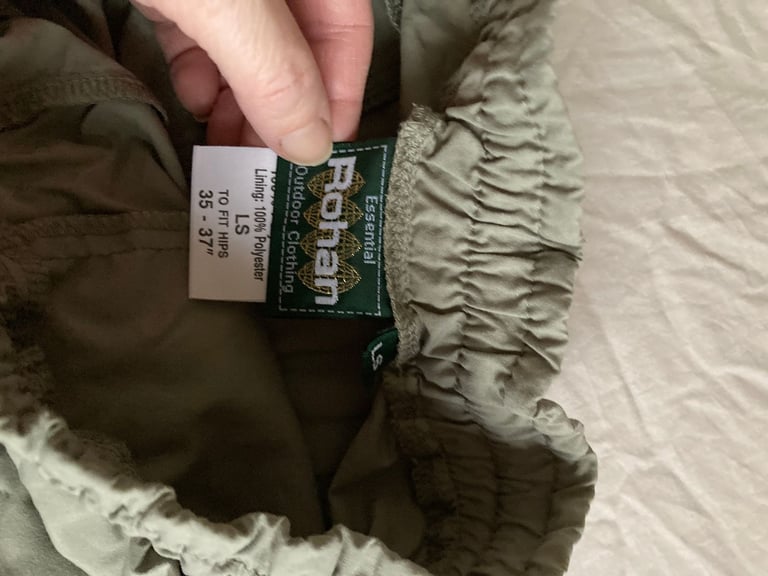 Essential
Rohan
Outdoor Clothing
Lining: 100% Polyester
LS
TO FIT HIPS
35 - 37"
LS